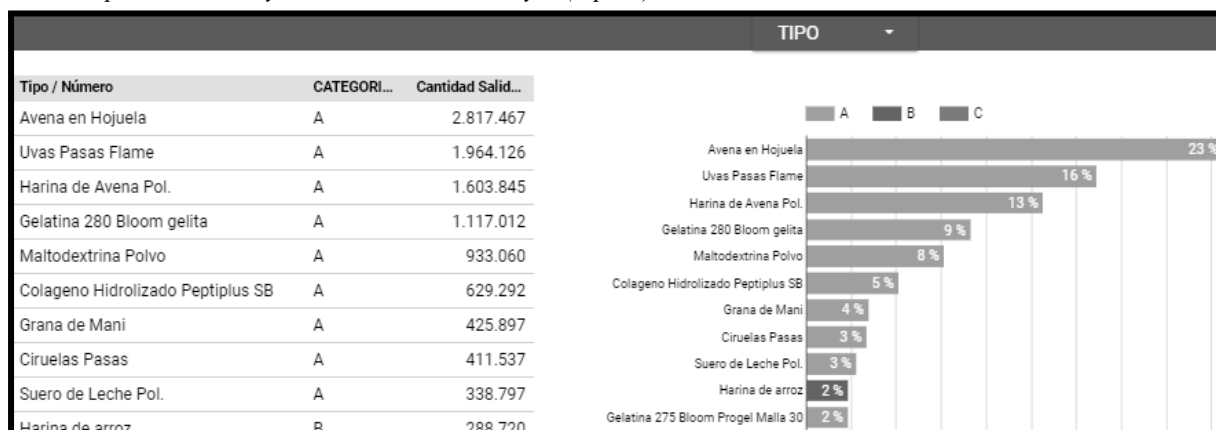 TIPO
Tipo / Número CATEGORI... Cantidad Salid...
Avena en Hojuela A 2.817.467
Uvas Pasas Flame A 1.964.126
Harina de Avena Pol. A 1.603.845
Gelatina 280 Bloom gelita A 1.117.012
Maltodextrina Polvo A 933.060
Colageno Hidrolizado Peptiplus SB A 629.292
Grana de Mani A 425.897
Ciruelas Pasas A 411.537
Suero de Leche Pol. A 338.797
Harina de arroz B 288.720
A B C
Avena en Hojuela 23 %
Uvas Pasas Flame 16 %
Harina de Avena Pol. 13 %
Gelatina 280 Bloom gelita 9 %
Maltodextrina Polvo 8 %
Colageno Hidrolizado Peptiplus SB 5 %
Grana de Mani 4 %
Ciruelas Pasas 3 %
Suero de Leche Pol. 3 %
Harina de arroz 2 %
Gelatina 275 Bloom Progel Malla 30 2 %